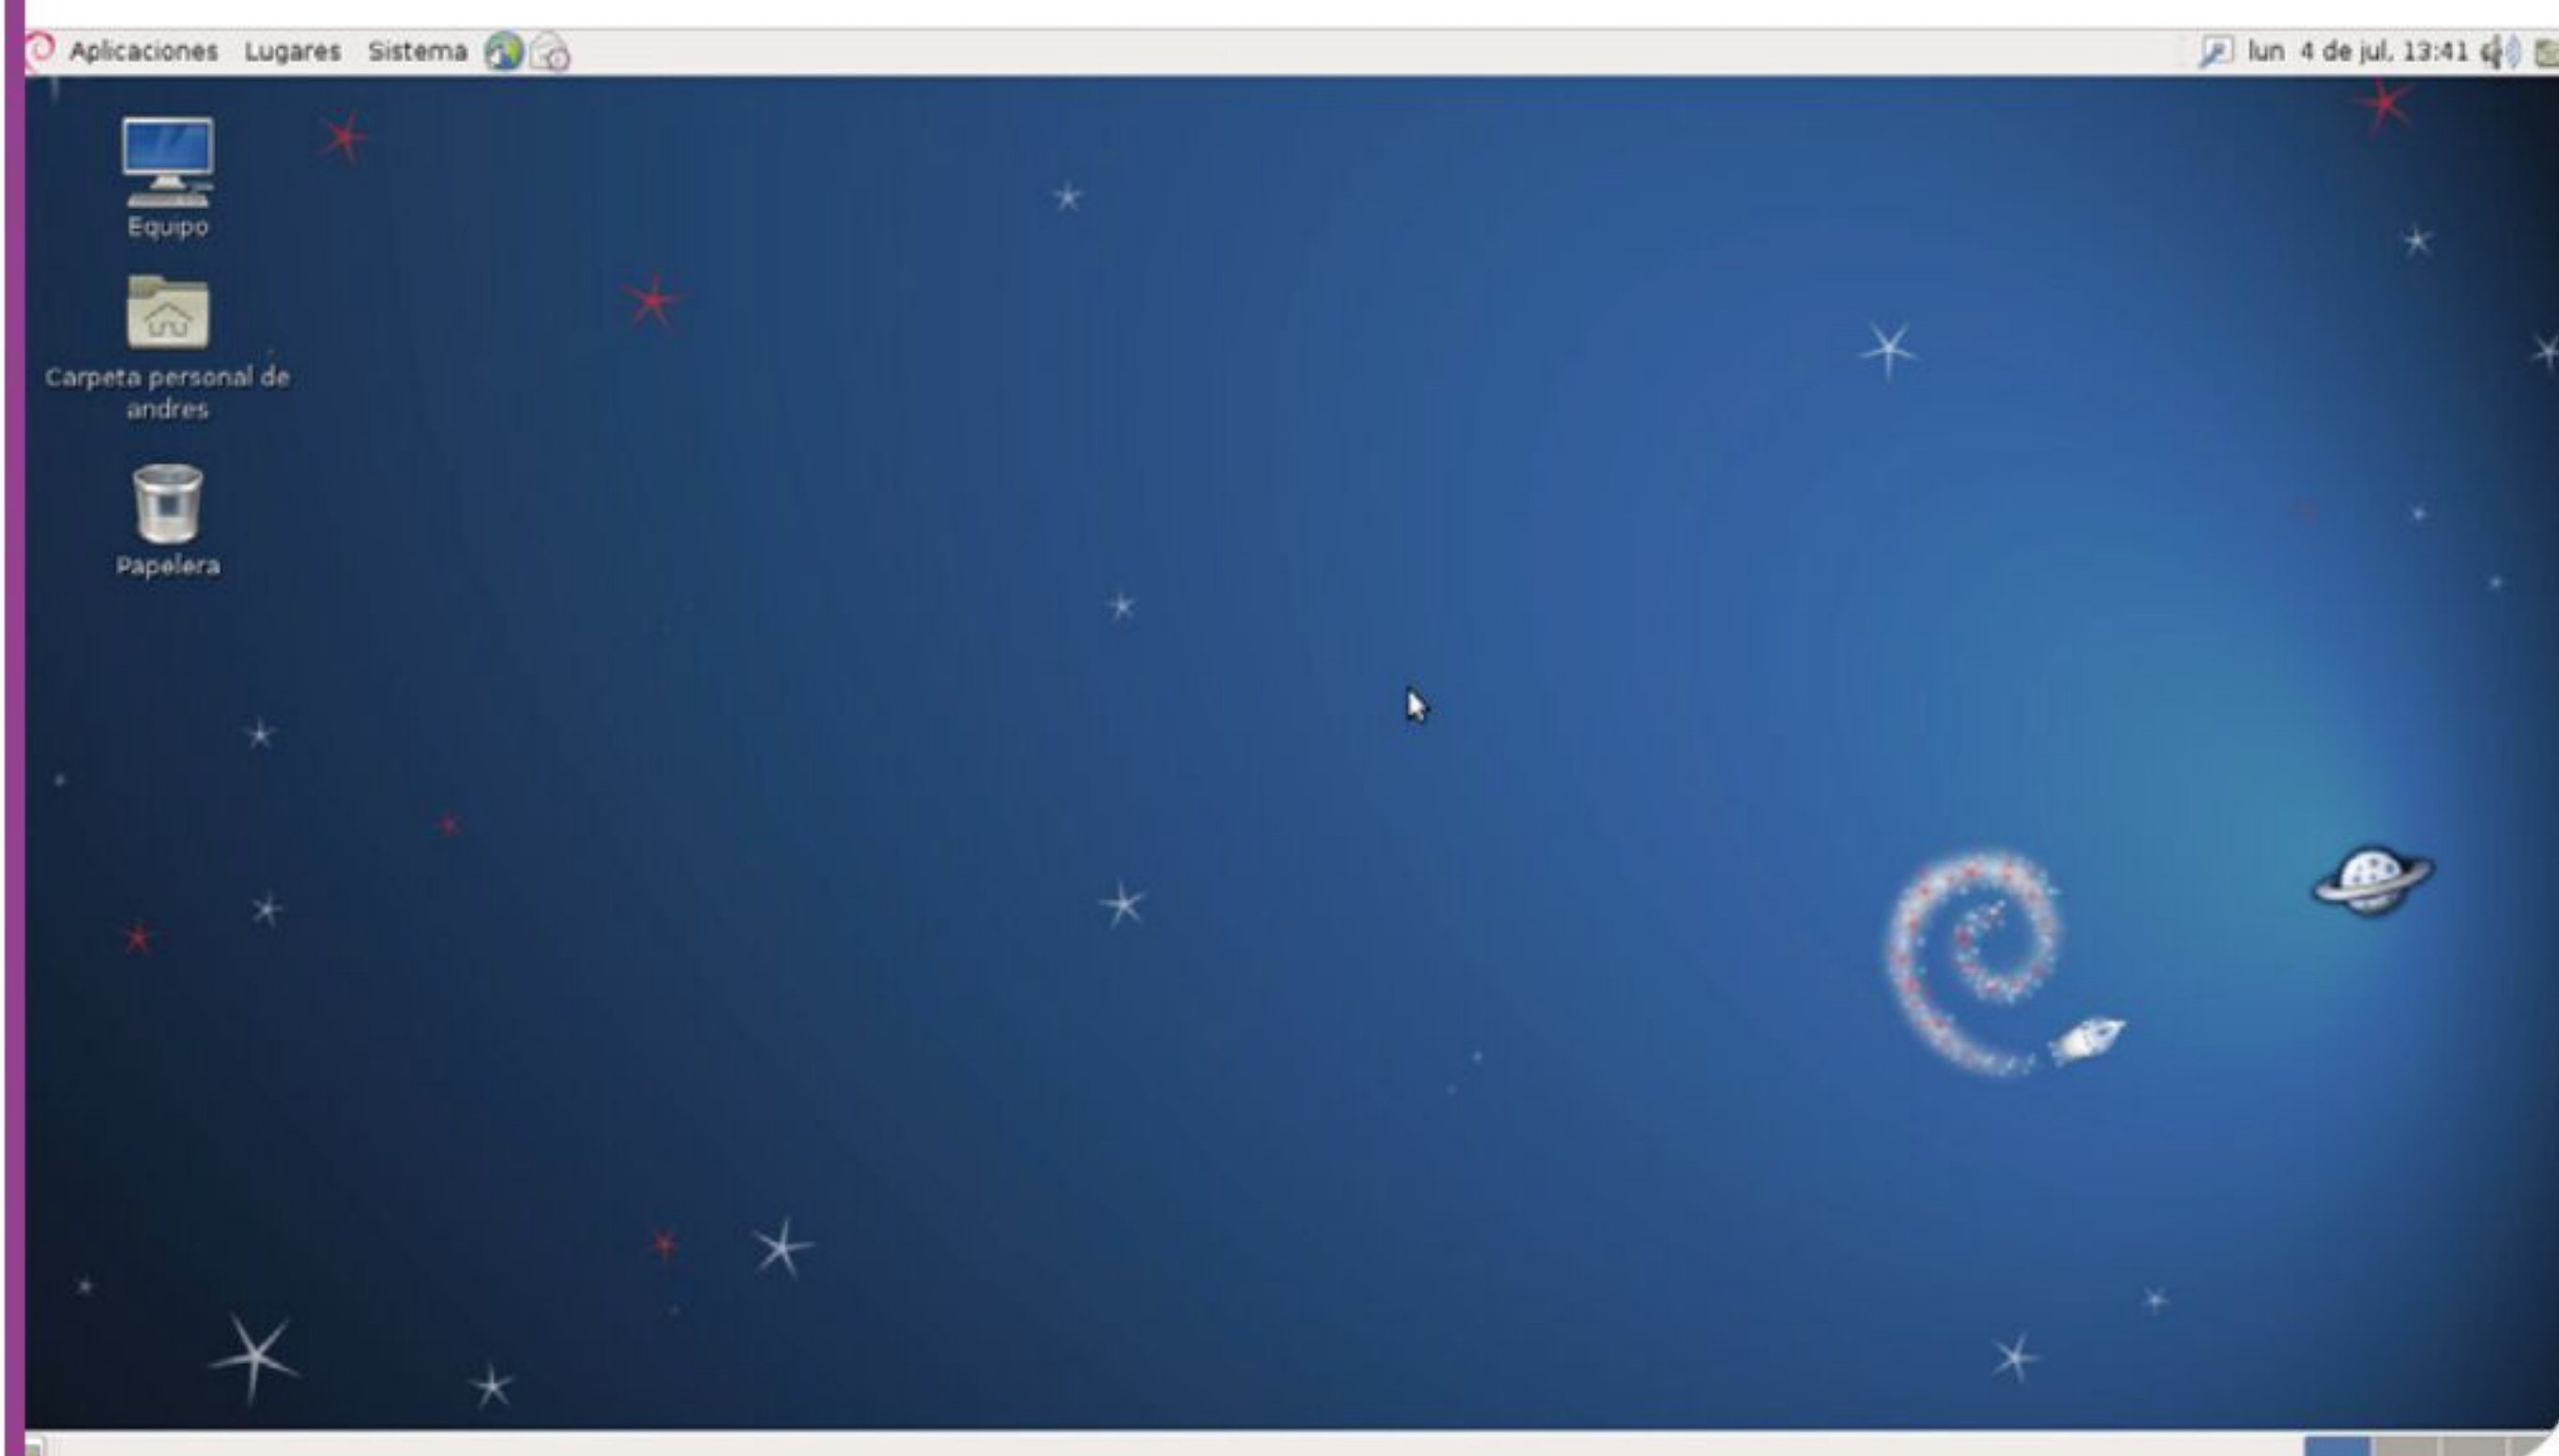 Aplicaciones Lugares Sistema
lun 4 de jul, 13:41
Equipo
Carpeta personal de
andres
Papelera